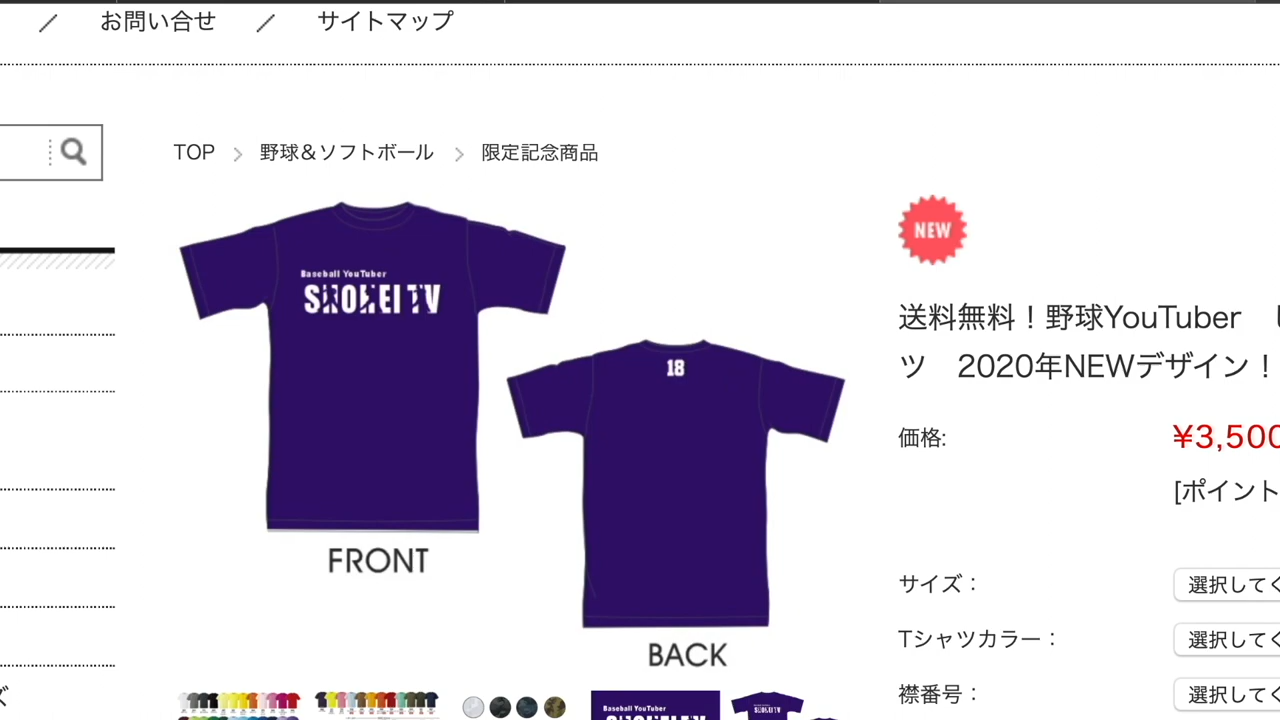 お問い合せ
サイトマップ
TOP
野球&ソフトボール
限定記念商品
NEW
Baseball YouTuber
SHOHEI TV
18
FRONT
BACK
送料無料!野球YouTuber
ツ 2020年NEWデザイン!
価格:
¥3,500
[ポイント
サイズ:
選択してく
Tシャツカラー:
選択してく
襟番号:
選択してく
Baseball YouTuber